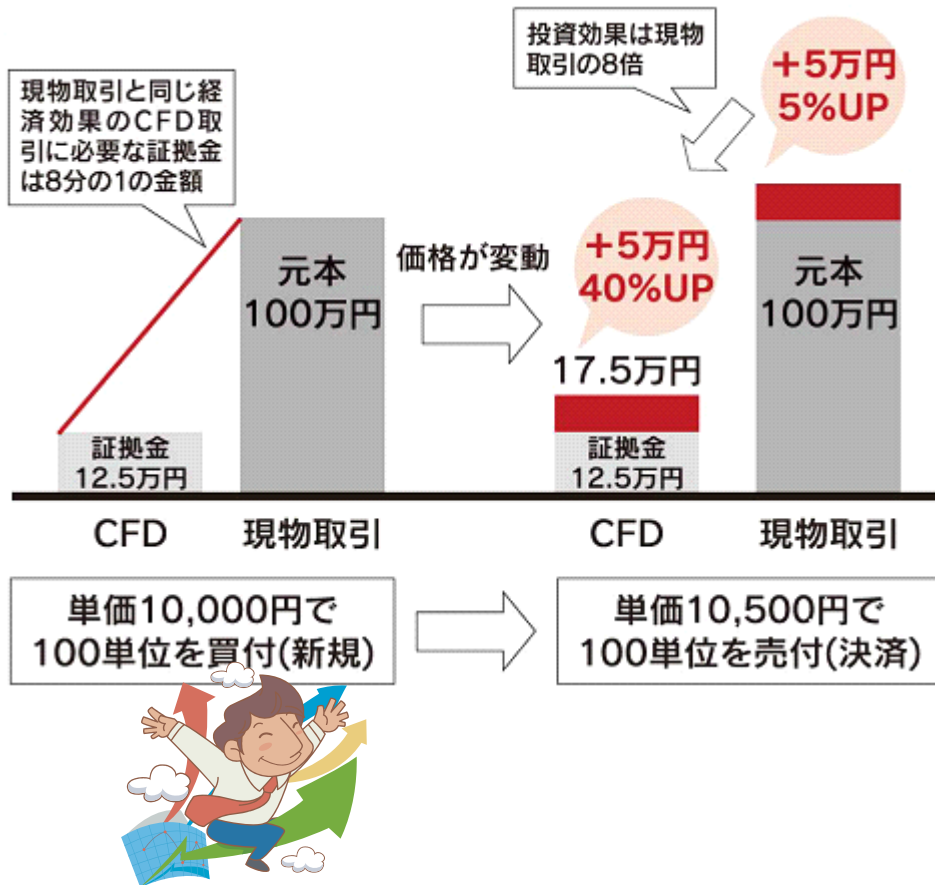 現物取引と同じ経
済効果のCFD取
引に必要な証拠金
は8分の1の金額
元本
100万円
証拠金
12.5万円
CFD
現物取引
価格が変動
投資効果は現物
取引の8倍
+5万円
5%UP
+5万円
40%UP
17.5万円
証拠金
12.5万円
元本
100万円
CFD
現物取引
単価10,000円で
100単位を買付(新規)
単価10,500円で
100単位を売付(決済)